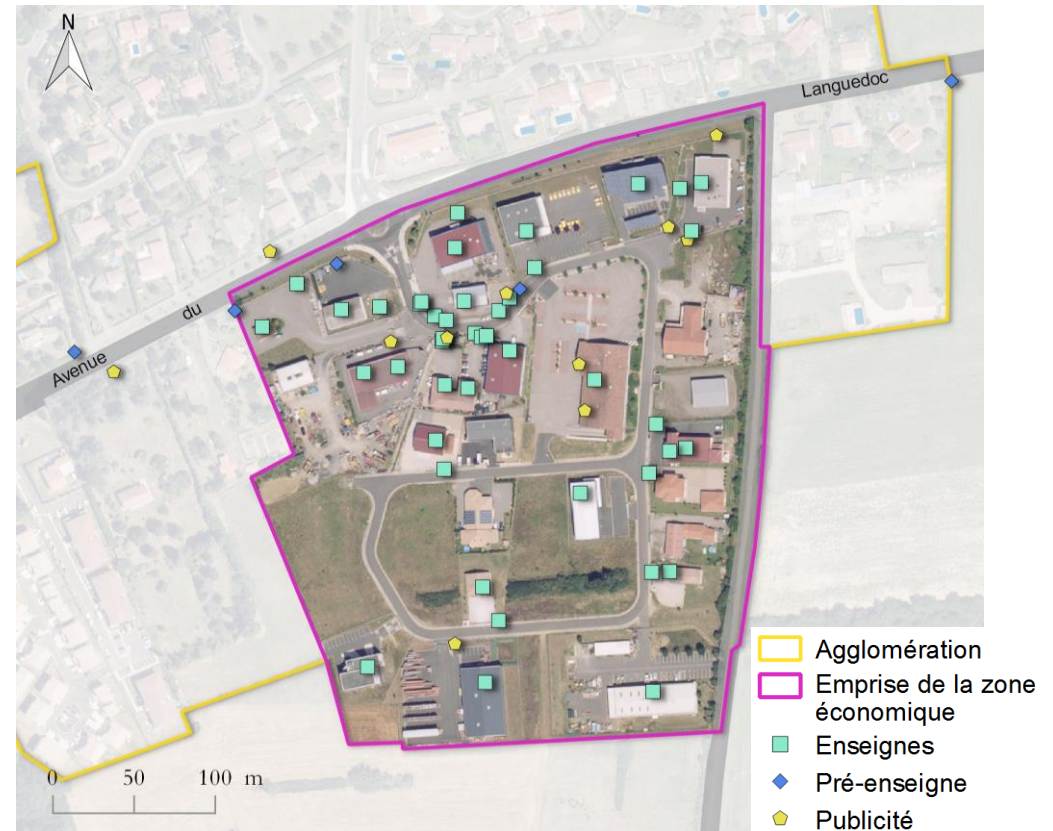 N
Languedoc
du
Avenue
0 50 100 m
Agglomération
Emprise de la zone
économique
Enseignes
Pré-enseigne
Publicité